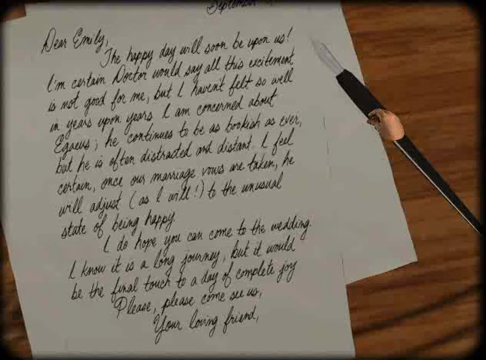 September
Dear Emily,
The happy day will soon be upon us!
I'm certain Doctor would say all this excitement
is not good for me, but I haven't felt so well
in years upon years. I am concerned about
Egaeus; he continues to be as bookish as ever,
but he is often distracted and distant. I feel
certain, once our marriage vows are taken, he
will adjust (as I will!) to the unusual
state of being happy.
I do hope you can come to the wedding.
I know it is a long journey, but it would
be the final touch to a day of complete joy
Please, please come see us,
Your loving friend,